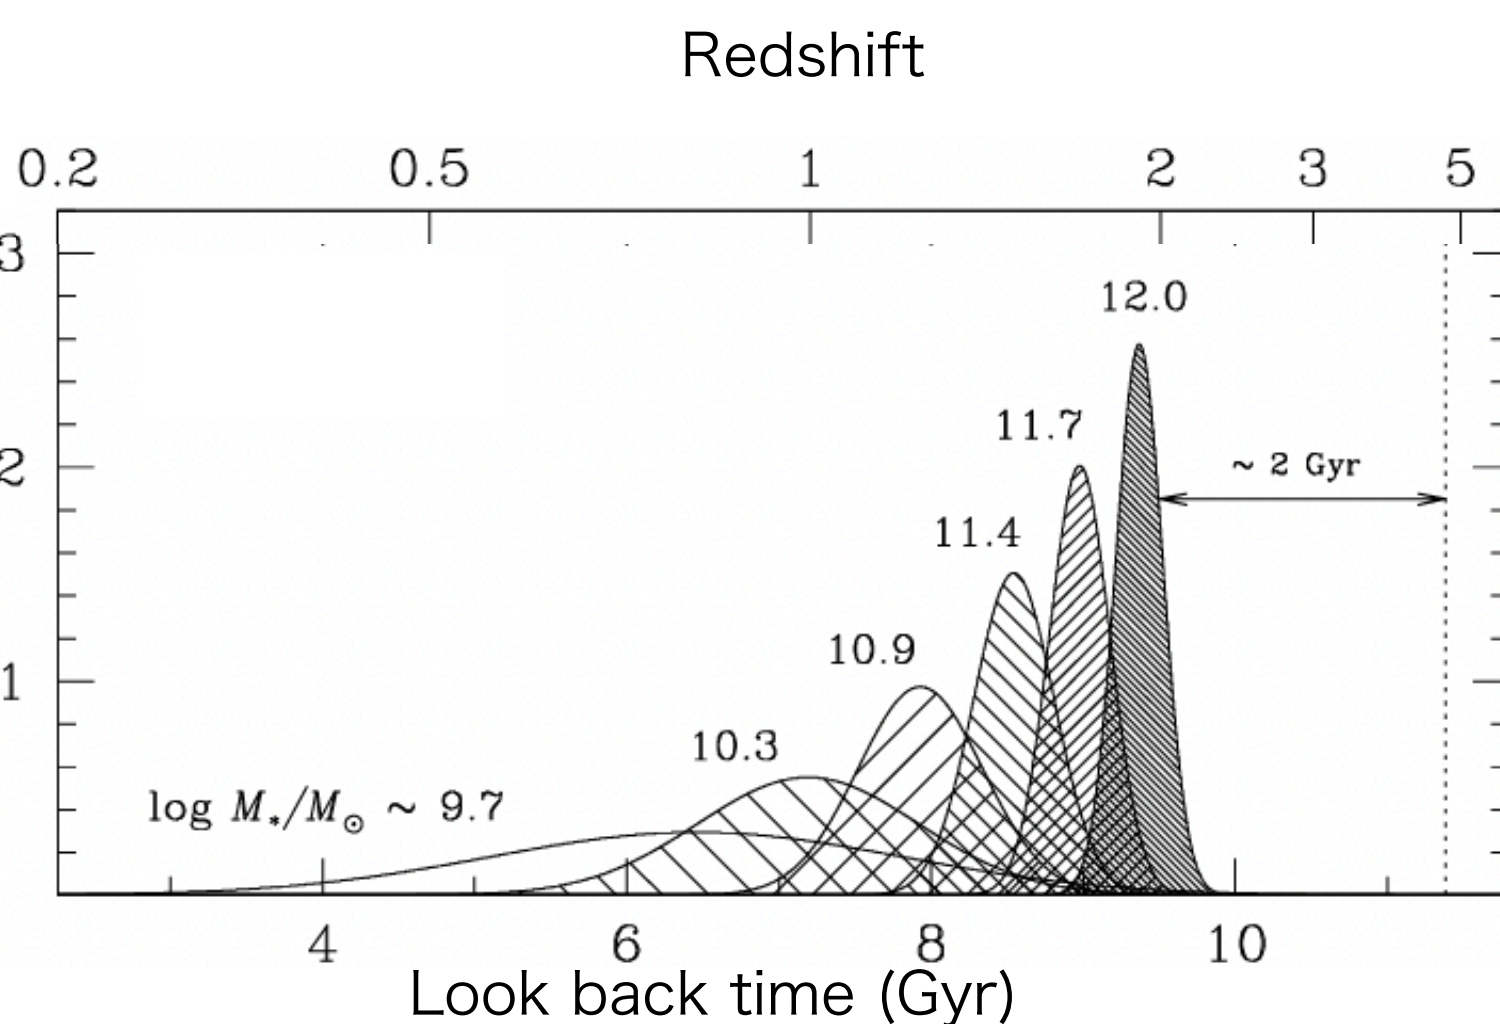 Redshift
0.2 0.5 1 2 3 5
3
12.0
11.7
2
~ 2 Gyr
11.4
10.9
1
10.3
log M*/M⊙ ~ 9.7
4 6 8 10
Look back time (Gyr)